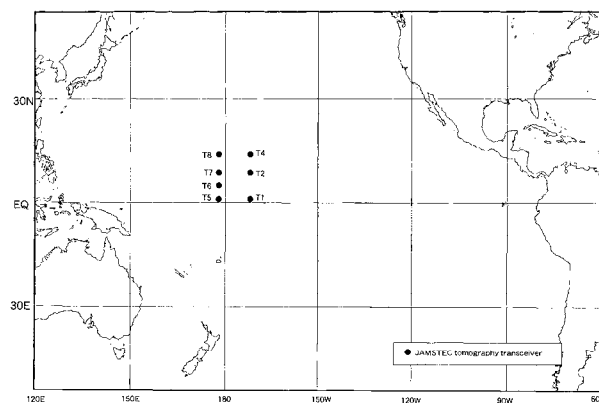 30N
T8 T4
T7 T2
T6
T5 T1
EQ
30E
JAMSTEC tomography transceiver
120E 150E 180 150W 120W 90W 60